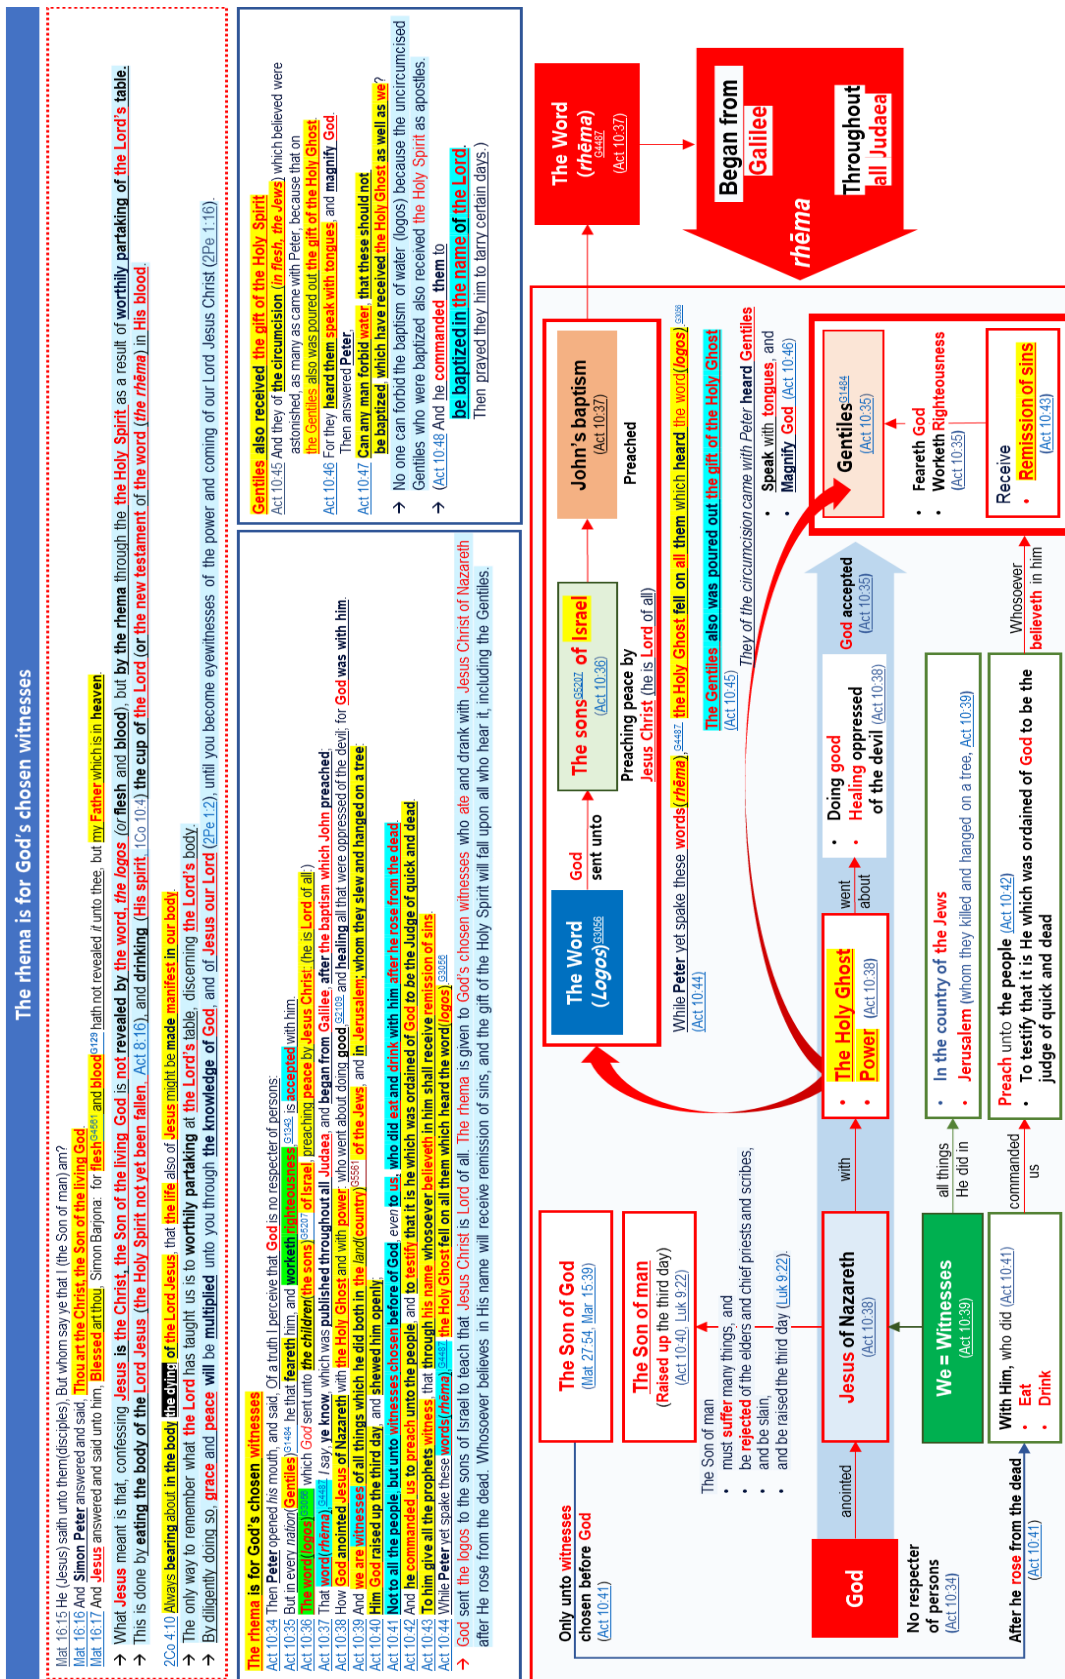 The rhema is for God's chosen witnesses
Mat 16:15 He (Jesus) saith unto them(disciples), But whom say ye that I (the Son of man) am?
Mat 16:16 And Simon Peter answered and said, Thou art the Christ, the Son of the living God.
Mat 16:17 And Jesus answered and said unto him, Blessed art thou, Simon Barjona: for flesh G4561 and blood G129 hath not revealed it unto thee, but my Father which is in heaven.
→ What Jesus meant is that, confessing Jesus is the Christ, the Son of the living God is not revealed by the word, the logos (or flesh and blood), but by the rhema through the Holy Spirit as a result of worthily partaking of the Lord's table.
→ This is done by eating the body of the Lord Jesus (the Holy Spirit not yet been fallen, Act 8:16), and drinking (His spirit, 1Co 10:4) the cup of the Lord (or the new testament of the word (the rhēma) in His blood.
2Co 4:10 Always bearing about in the body the dying of the Lord Jesus, that the life also of Jesus might be made manifest in our body.
→ The only way to remember what the Lord has taught us is to worthily partaking at the Lord's table, discerning the Lord's body.
→ By diligently doing so, grace and peace will be multiplied unto you through the knowledge of God, and of Jesus our Lord (2Pe 1:2), until you become eyewitnesses of the power and coming of our Lord Jesus Christ (2Pe 1:16).
The rhema is for God's chosen witnesses
Act 10:34 Then Peter opened his mouth, and said, Of a truth I perceive that God is no respecter of persons:
Act 10:35 But in every nation(Gentiles) G1484 he that feareth him, and worketh righteousness, G1343 is accepted with him.
Act 10:36 The word(logos) G3056 which God sent unto the children(the sons) G5207 of Israel, preaching peace by Jesus Christ: (he is Lord of all:)
Act 10:37 That word(rhēma), G4487 I say, ye know, which was published throughout all Judaea, and began from Galilee, after the baptism which John preached;
Act 10:38 How God anointed Jesus of Nazareth with the Holy Ghost and with power: who went about doing good, G2109 and healing all that were oppressed of the devil; for God was with him.
Act 10:39 And we are witnesses of all things which he did both in the land(country) G5561 of the Jews, and in Jerusalem; whom they slew and hanged on a tree:
Act 10:40 Him God raised up the third day, and shewed him openly;
Act 10:41 Not to all the people, but unto witnesses chosen before of God, even to us, who did eat and drink with him after he rose from the dead.
Act 10:42 And he commanded us to preach unto the people, and to testify that it is he which was ordained of God to be the Judge of quick and dead.
Act 10:43 To him give all the prophets witness, that through his name whosoever believeth in him shall receive remission of sins.
Act 10:44 While Peter yet spake these words(rhēma), G4487 the Holy Ghost fell on all them which heard the word(logos). G3056
→ God sent the logos to the sons of Israel to teach that Jesus Christ is Lord of all. The rhema is given to God's chosen witnesses who ate and drank with Jesus Christ of Nazareth
after He rose from the dead. Whosoever believes in His name will receive remission of sins, and the gift of the Holy Spirit will fall upon all who hear it, including the Gentiles.
Gentiles also received the gift of the Holy Spirit
Act 10:45 And they of the circumcision (in flesh, the Jews) which believed were
astonished, as many as came with Peter, because that on
the Gentiles also was poured out the gift of the Holy Ghost.
Act 10:46 For they heard them speak with tongues, and magnify God.
Then answered Peter,
Act 10:47 Can any man forbid water, that these should not
be baptized, which have received the Holy Ghost as well as we?
→ No one can forbid the baptism of water (logos) because the uncircumcised
Gentiles who were baptized also received the Holy Spirit as apostles.
→ (Act 10:48 And he commanded them to
be baptized in the name of the Lord.
Then prayed they him to tarry certain days.)
The Word
(Logos) G3056
God
sent unto
The sons G5207 of Israel
(Act 10:36)
Preaching peace by
Jesus Christ (he is Lord of all)
John's baptism
(Act 10:37)
Preached
The Word
(rhēma)
G4487
(Act 10:37)
Began from
Galilee
Throughout
all Judaea
rhēma
While Peter yet spake these words(rhēma), G4487 the Holy Ghost fell on all them which heard the word(logos). G3056
(Act 10:44)
The Gentiles also was poured out the gift of the Holy Ghost
(Act 10:45)
They of the circumcision came with Peter heard Gentiles
• Speak with tongues, and
• Magnify God (Act 10:46)
Only unto witnesses
chosen before God
(Act 10:41)
The Son of God
(Mat 27:54, Mar 15:39)
The Son of man
(Raised up the third day)
(Act 10:40, Luk 9:22)
The Son of man
• must suffer many things, and
• be rejected of the elders and chief priests and scribes,
• and be slain,
• and be raised the third day (Luk 9:22).
God
No respecter
of persons
(Act 10:34)
anointed
Jesus of Nazareth
(Act 10:38)
with
• The Holy Ghost
• Power (Act 10:38)
went
about
• Doing good
• Healing oppressed
of the devil (Act 10:38)
God accepted
(Act 10:35)
Gentiles G1484
(Act 10:35)
• Feareth God
• Worketh Righteousness
(Act 10:35)
Receive
• Remission of sins
(Act 10:43)
We = Witnesses
(Act 10:39)
all things
He did in
• In the country of the Jews
• Jerusalem (whom they killed and hanged on a tree, Act 10:39)
After he rose from the dead
(Act 10:41)
With Him, who did (Act 10:41)
• Eat
• Drink
commanded
us
Preach unto the people (Act 10:42)
• To testify that it is He which was ordained of God to be the
judge of quick and dead
Whosoever
believeth in him